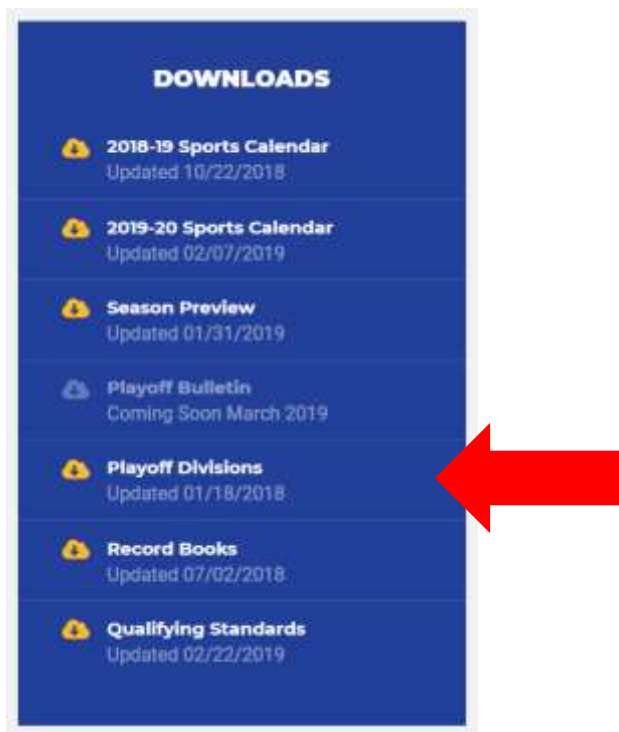 DOWNLOADS
2018-19 Sports Calendar
Updated 10/22/2018
2019-20 Sports Calendar
Updated 02/07/2019
Season Preview
Updated 01/31/2019
Playoff Bulletin
Coming Soon March 2019
Playoff Divisions
Updated 01/18/2018
Record Books
Updated 07/02/2018
Qualifying Standards
Updated 02/22/2019